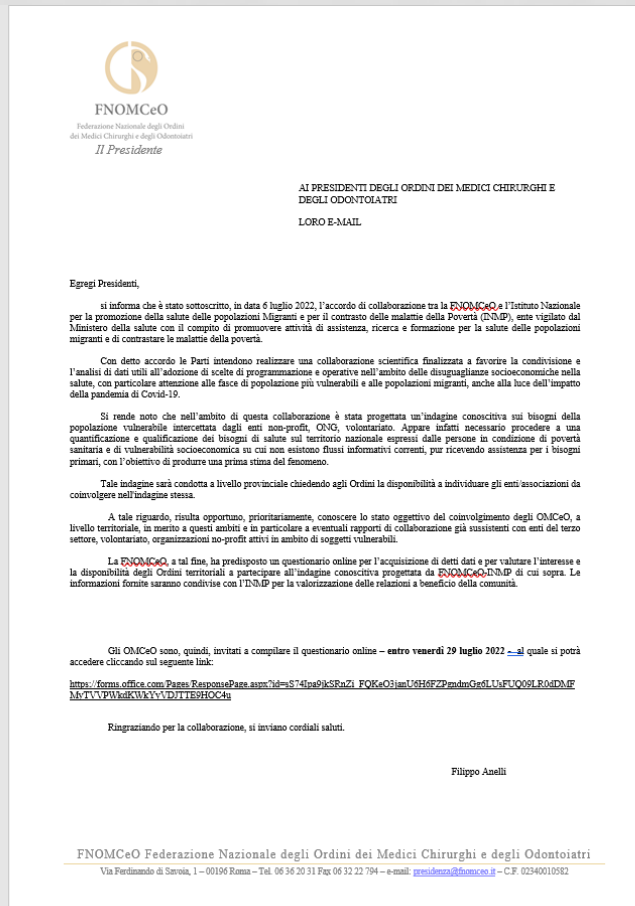 FNOMCeO
Federazione Nazionale degli Ordini
dei Medici Chirurghi e degli Odontoiatri
Il Presidente
AI PRESIDENTI DEGLI ORDINI DEI MEDICI CHIRURGHI E
DEGLI ODONTOIATRI
LORO E-MAIL
Egregi Presidenti,
si informa che è stato sottoscritto, in data 6 luglio 2022, l'accordo di collaborazione tra la FNOMCeO e l'Istituto Nazionale
per la promozione della salute delle popolazioni Migranti e per il contrasto delle malattie della Povertà (INMP), ente vigilato dal
Ministero della salute con il compito di promuovere attività di assistenza, ricerca e formazione per la salute delle popolazioni
migranti e di contrastare le malattie della povertà.
Con detto accordo le Parti intendono realizzare una collaborazione scientifica finalizzata a favorire la condivisione e
l'analisi di dati utili all'adozione di scelte di programmazione e operative nell'ambito delle disuguaglianze socioeconomiche nella
salute, con particolare attenzione alle fasce di popolazione più vulnerabili e alle popolazioni migranti, anche alla luce dell'impatto
della pandemia di Covid-19.
Si rende noto che nell'ambito di questa collaborazione è stata progettata un'indagine conoscitiva sui bisogni della
popolazione vulnerabile intercettata dagli enti non-profit, ONG, volontariato. Appare infatti necessario procedere a una
quantificazione e qualificazione dei bisogni di salute sul territorio nazionale espressi dalle persone in condizione di povertà
sanitaria e di vulnerabilità socioeconomica su cui non esistono flussi informativi correnti, pur ricevendo assistenza per i bisogni
primari, con l'obiettivo di produrre una prima stima del fenomeno.
Tale indagine sarà condotta a livello provinciale chiedendo agli Ordini la disponibilità a individuare gli enti/associazioni da
coinvolgere nell'indagine stessa.
A tale riguardo, risulta opportuno, prioritariamente, conoscere lo stato oggettivo del coinvolgimento degli OMCeO, a
livello territoriale, in merito a questi ambiti e in particolare a eventuali rapporti di collaborazione già sussistenti con enti del terzo
settore, volontariato, organizzazioni no-profit attivi in ambito di soggetti vulnerabili.
La FNOMCeO, a tal fine, ha predisposto un questionario online per l'acquisizione di detti dati e per valutare l'interesse e
la disponibilità degli Ordini territoriali a partecipare all'indagine conoscitiva progettata da FNOMCeO-INMP di cui sopra. Le
informazioni fornite saranno condivise con l'INMP per la valorizzazione delle relazioni a beneficio della comunità.
Gli OMCeO sono, quindi, invitati a compilare il questionario online – entro venerdì 29 luglio 2022 – al quale si potrà
accedere cliccando sul seguente link:
Ringraziando per la collaborazione, si inviano cordiali saluti.
Filippo Anelli
FNOMCeO Federazione Nazionale degli Ordini dei Medici Chirurghi e degli Odontoiatri
Via Ferdinando di Savoia, 1 – 00196 Roma – Tel. 06 36 20 31 Fax 06 32 22 794 – e-mail: presidenza@fnomceo.it – C.F. 02340010582